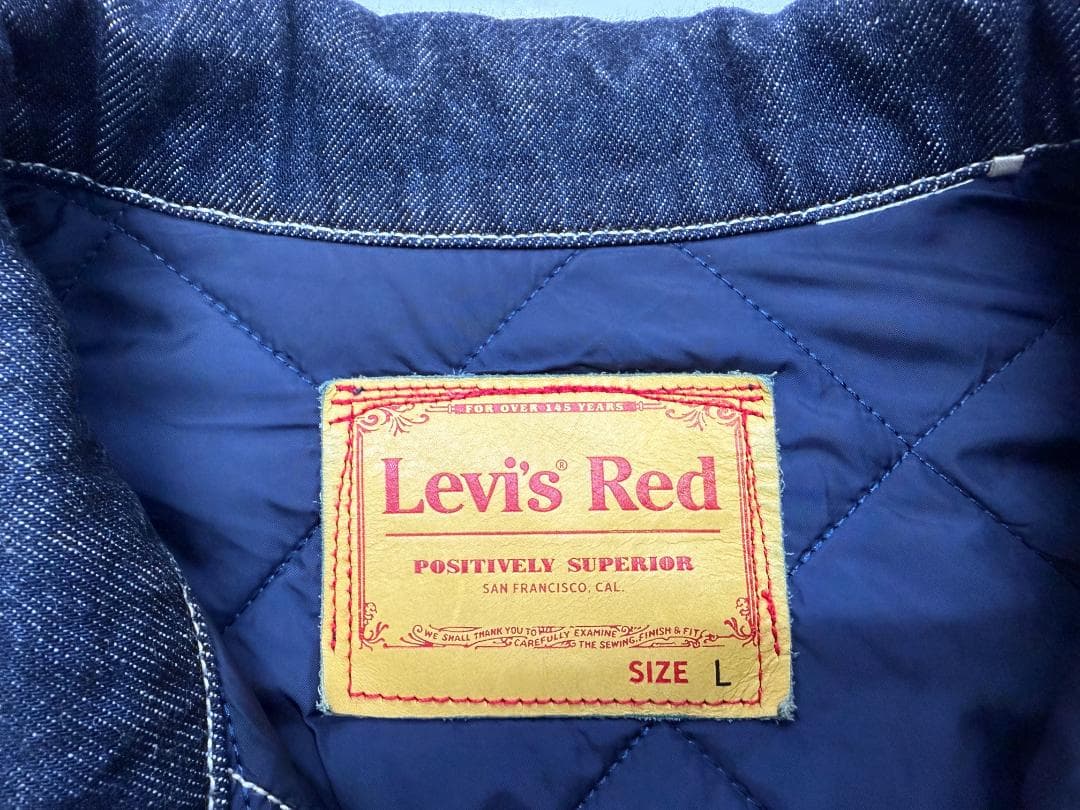 FOR OVER 145 YEARS
Levi's® Red
POSITIVELY SUPERIOR
SAN FRANCISCO, CAL.
WE SHALL THANK YOU TO
CAREFULLY EXAMINE
THE SEWING, FINISH & FIT
SIZE L